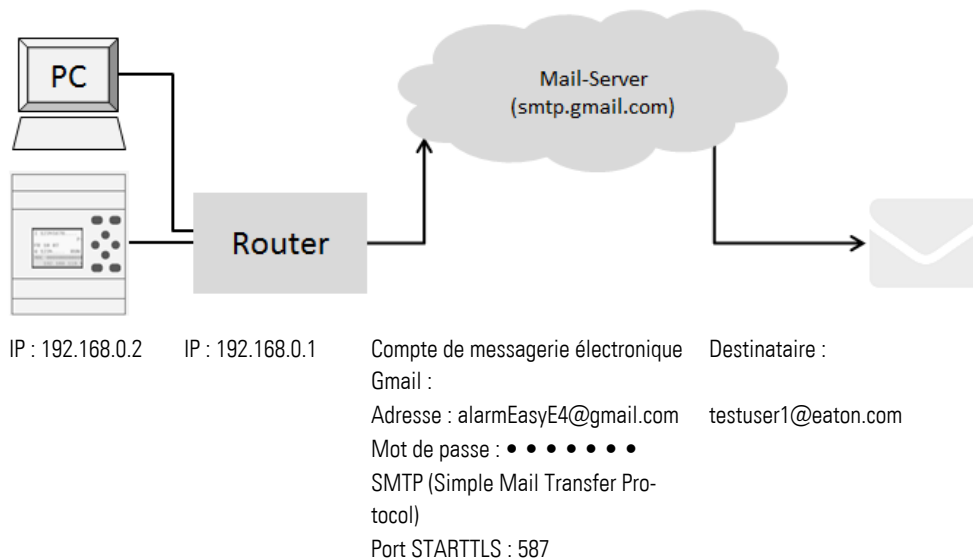 PC
Mail-Server
(smtp.gmail.com)
Router
IP : 192.168.0.2
IP : 192.168.0.1
Compte de messagerie électronique
Gmail :
Adresse : alarmEasyE4@gmail.com
Mot de passe : • • • • • • •
SMTP (Simple Mail Transfer Pro-
tocol)
Port STARTTLS : 587
Destinataire :
testuser1@eaton.com